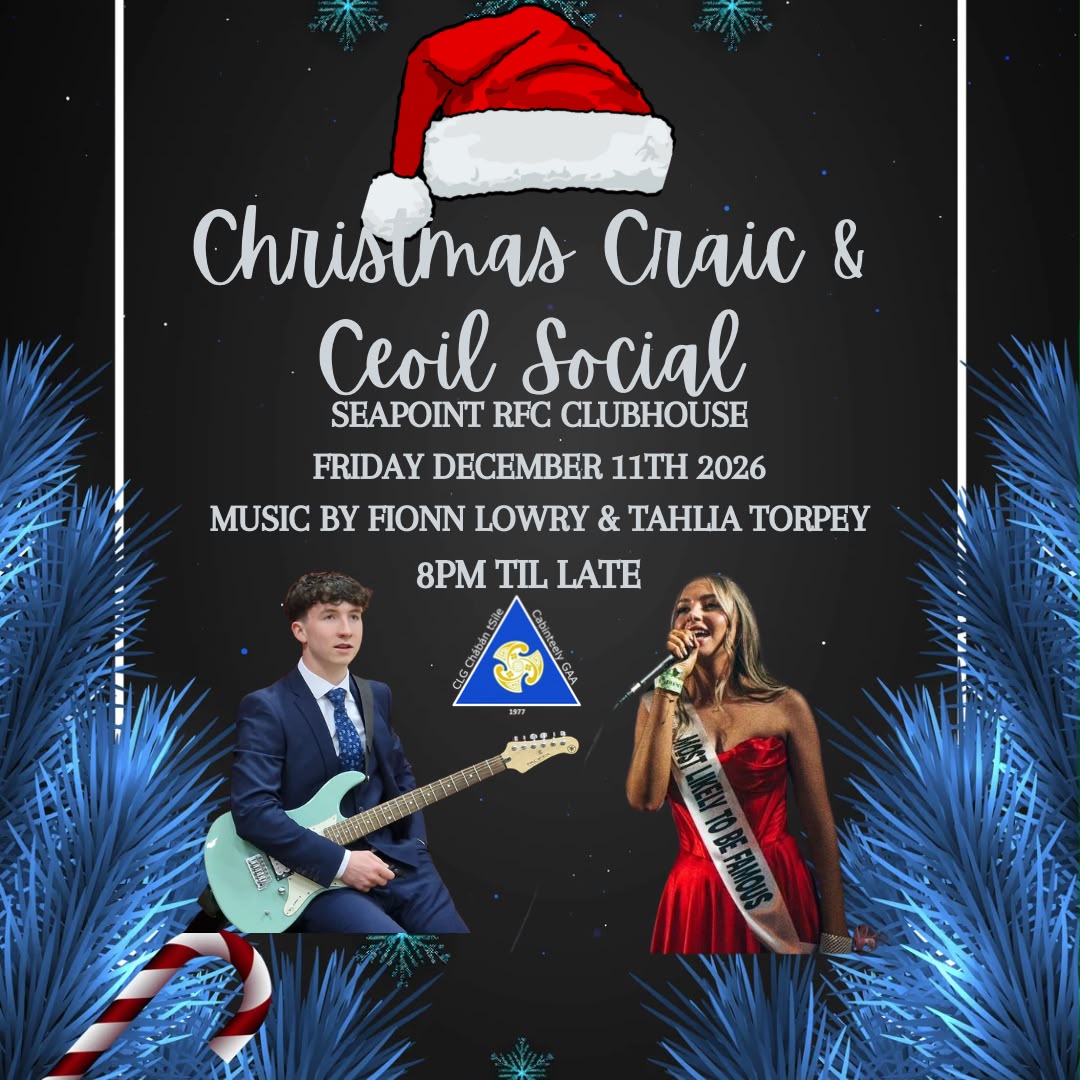 Christmas Craic &
Ceoil Social
SEAPOINT RFC CLUBHOUSE
FRIDAY DECEMBER 11TH 2026
MUSIC BY FIONN LOWRY & TAHLIA TORPEY
8PM TIL LATE
CLG Chábán tSíle
Cabinteely GAA
1977
MOST LIKELY TO BE FAMOUS